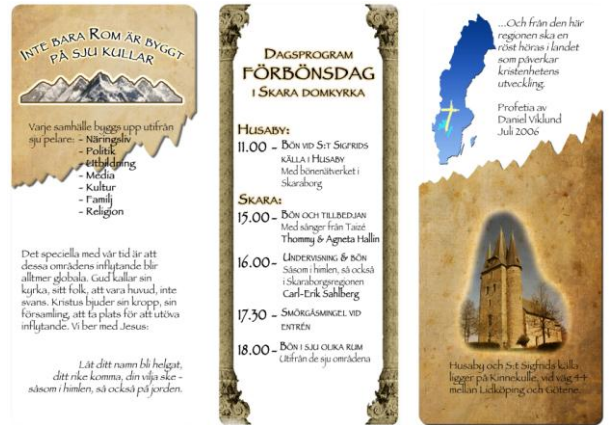 INTE BARA ROM ÄR BYGGT
PÅ SJU KULLAR
Varje samhälle byggs upp utifrån
sju pelare: - Näringsliv
- Politik
- Utbildning
- Media
- Kultur
- Familj
- Religion
Det speciella med vår tid är att
dessa områdens inflytande blir
alltmer globala. Gud kallar sin
kyrka, sitt folk, att vara huvud, inte
svans. Kristus bjuder sin kropp, sin
församling, att ta plats för att utöva
inflytande. Vi ber med Jesus:
Låt ditt namn bli helgat,
ditt rike komma, din vilja ske -
såsom i himlen, så också på jorden.
DAGSPROGRAM
FÖRBÖNSDAG
I SKARA DOMKYRKA
HUSABY:
11.00 - BÖN VID S:T SIGFRIDS
KÄLLA I HUSABY
Med bönenätverket i
Skaraborg
SKARA:
15.00 - BÖN OCH TILLBEDJAN
Med sånger från Taizé
Thommy & Agneta Hallin
16.00 - UNDERVISNING & BÖN
Såsom i himlen, så också
i Skaraborgsregionen
Carl-Erik Sahlberg
17.30 - SMÖRGÅSMINGEL VID
ENTRÉN
18.00 - BÖN I SJU OLIKA RUM
Utifrån de sju områdena
...Och från den här
regionen ska en
röst höras i landet
som påverkar
kristenhetens
utveckling.
Profetia av
Daniel Viklund
Juli 2006
Husaby och S:t Sigfrids källa
ligger på Kinnekulle, vid väg 44
mellan Lidköping och Götene.